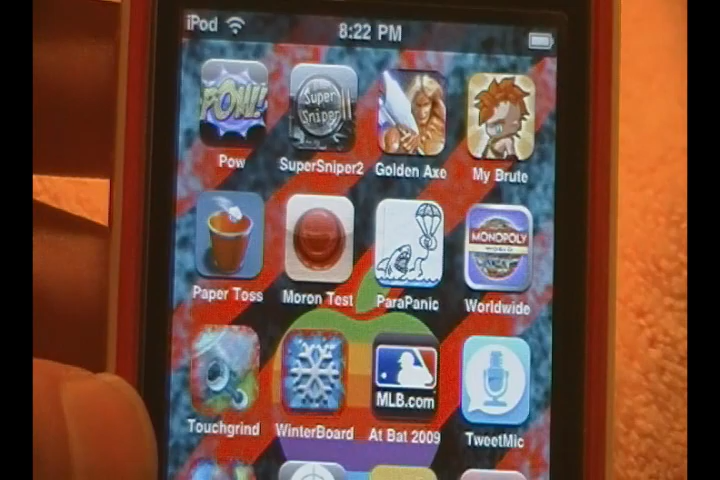 iPod 8:22 PM
POW!
Super
Sniper
Pow SuperSniper2 Golden Axe My Brute
MONOPOLY
Paper Toss Moron Test ParaPanic Worldwide
MLB.com
Touchgrind WinterBoard At Bat 2009 TweetMic